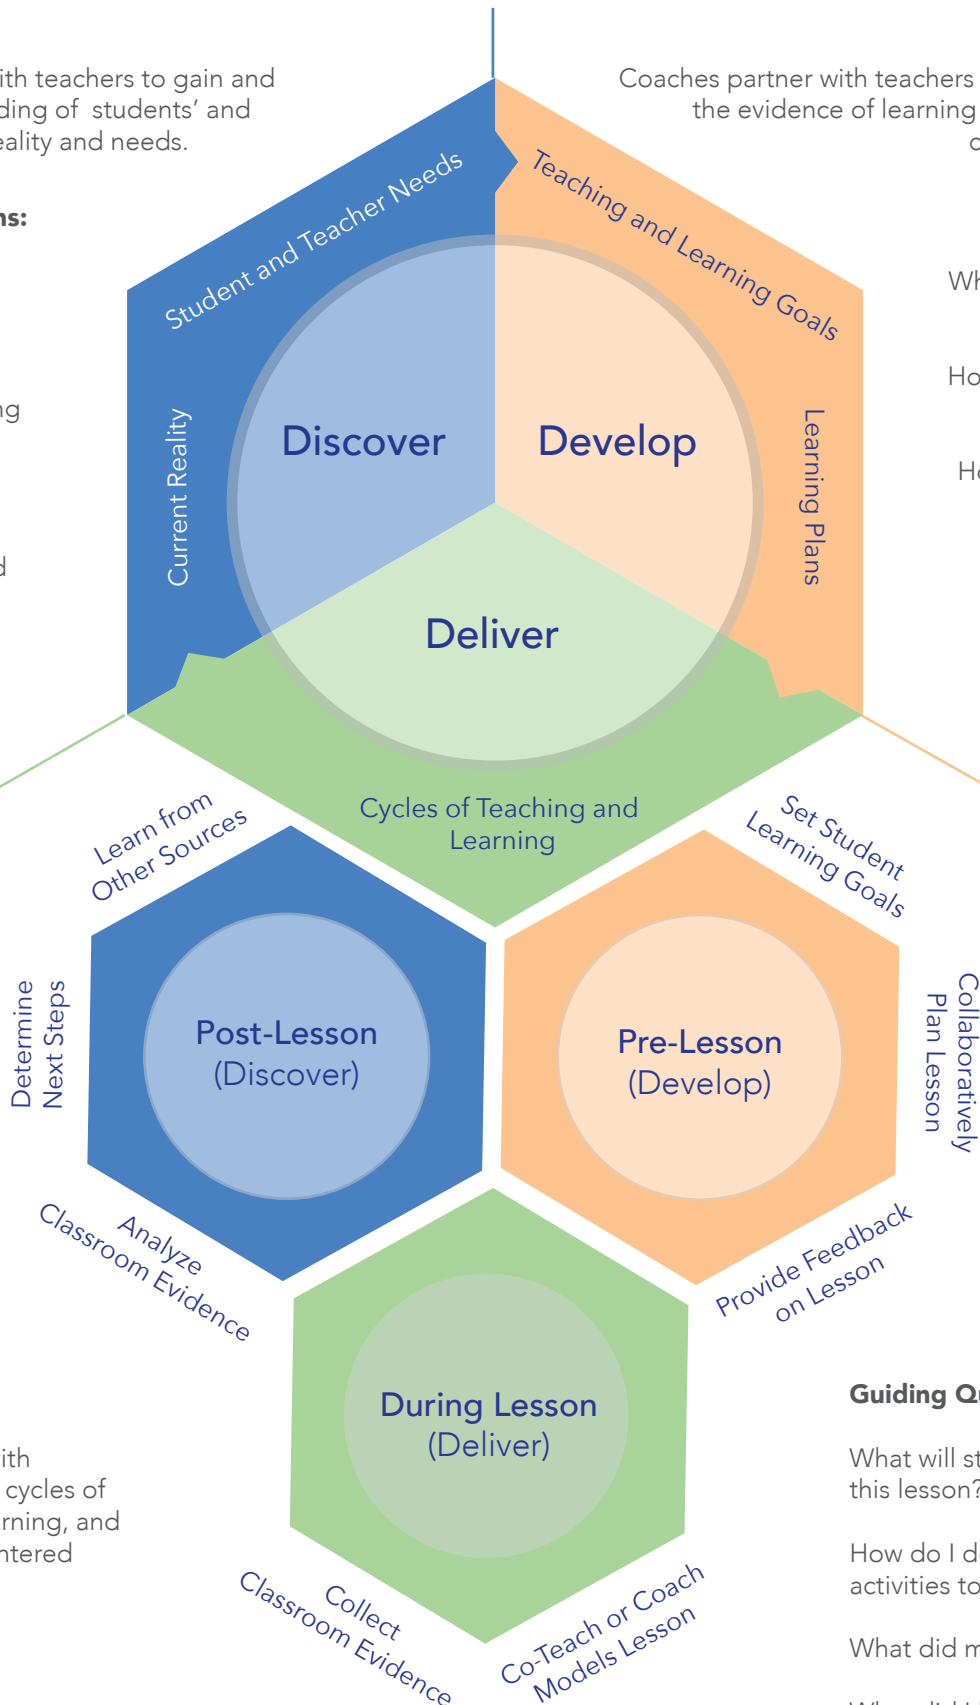 ith teachers to gain and
ding of students’ and
eality and needs.
ns:
ng
d
Coaches partner with teachers
the evidence of learning
Wh
Ho
Ho
Student and Teacher Needs
Current Reality
Teaching and Learning Goals
Learning Plans
Discover
Develop
Deliver
Cycles of Teaching and
Learning
Learn from
Other Sources
Determine
Next Steps
Analyze
Classroom Evidence
Post-Lesson
(Discover)
Set Student
Learning Goals
Collaboratively
Plan Lesson
Provide Feedback
on Lesson
Pre-Lesson
(Develop)
During Lesson
(Deliver)
Collect
Classroom Evidence
Co-Teach or Coach
Models Lesson
ith
cycles of
rning, and
ntered
Guiding Qu
What will st
this lesson?
How do I d
activities to
What did m